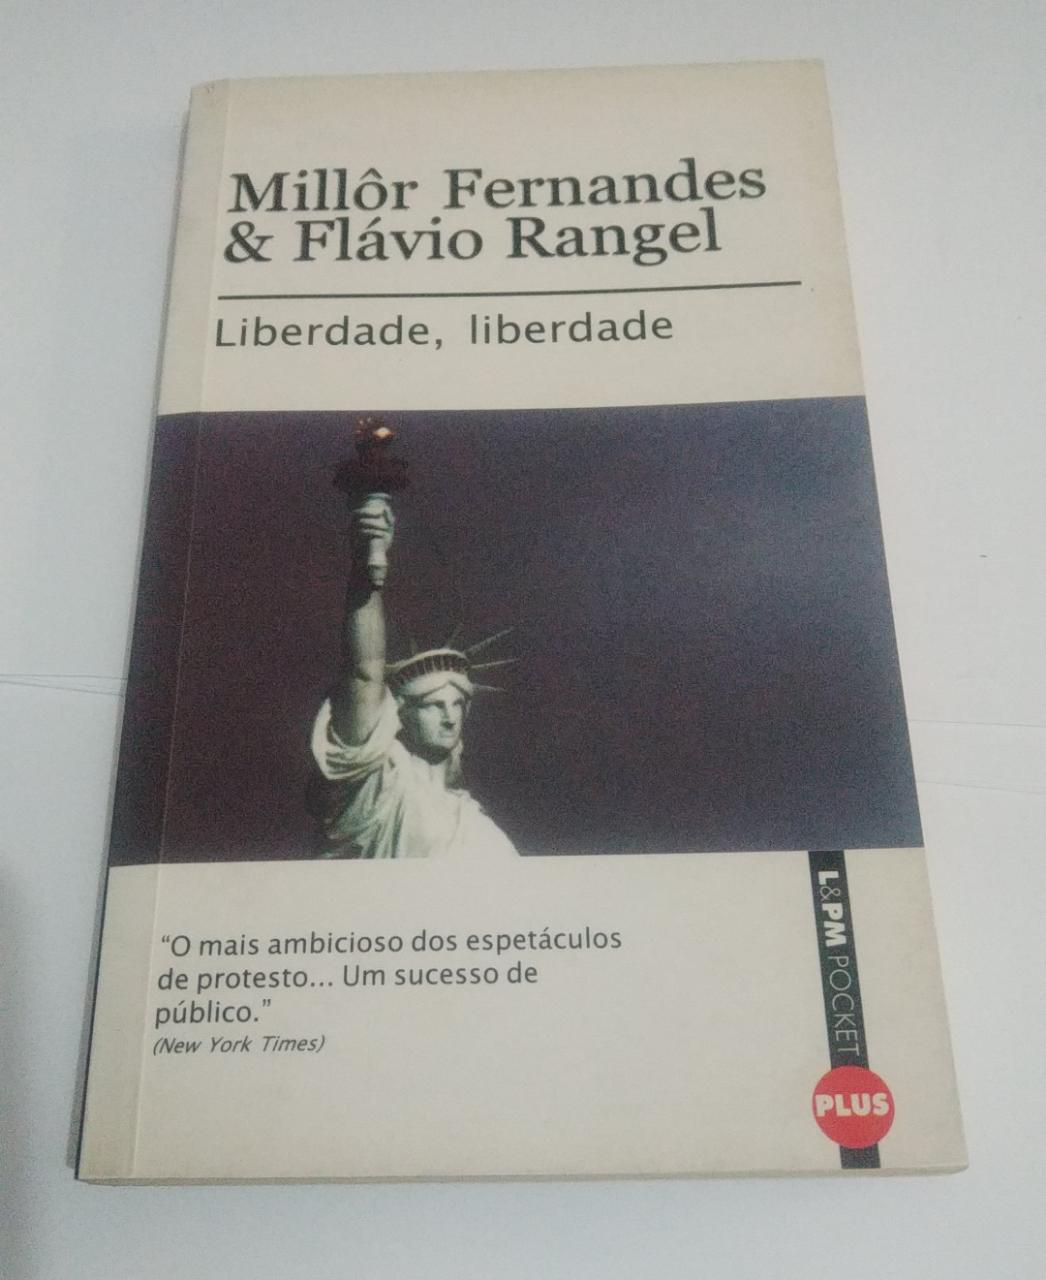 Millôr Fernandes
& Flávio Rangel
Liberdade, liberdade
“O mais ambicioso dos espetáculos
de protesto... Um sucesso de
público.”
(New York Times)
L&PM POCKET
PLUS